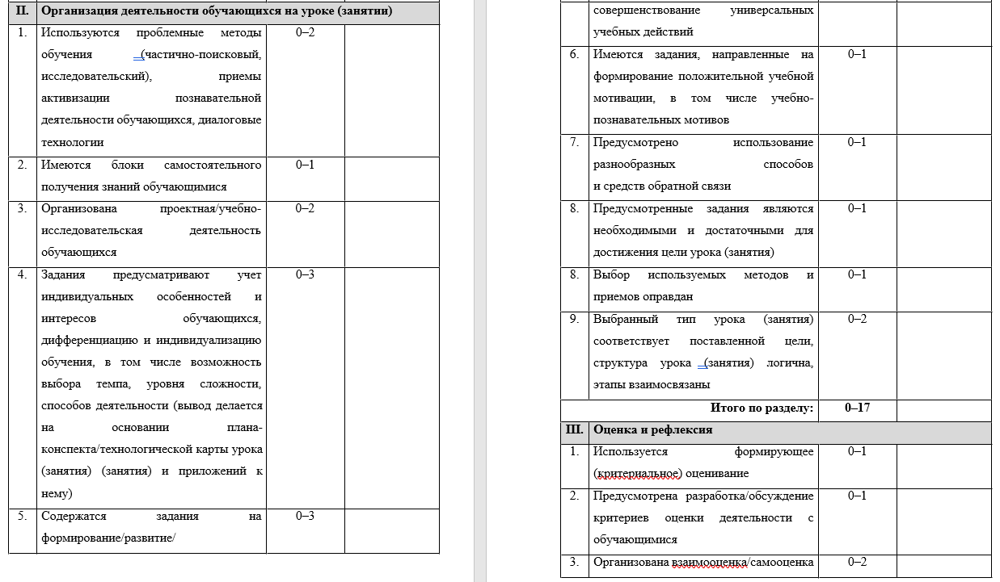 II. Организация деятельности обучающихся на уроке (занятии)
1. Используются проблемные методы 0–2
обучения (частично-поисковый,
исследовательский), приемы
активизации познавательной
деятельности обучающихся, диалоговые
технологии
2. Имеются блоки самостоятельного 0–1
получения знаний обучающимися
3. Организована проектная/учебно- 0–2
исследовательская деятельность
обучающихся
4. Задания предусматривают учет 0–3
индивидуальных особенностей и
интересов обучающихся,
дифференциацию и индивидуализацию
обучения, в том числе возможность
выбора темпа, уровня сложности,
способов деятельности (вывод делается
на основании плана-
конспекта/технологической карты урока
(занятия) (занятия) и приложений к
нему)
5. Содержатся задания на 0–3
формирование/развитие/
совершенствование универсальных
учебных действий
6. Имеются задания, направленные на 0–1
формирование положительной учебной
мотивации, в том числе учебно-
познавательных мотивов
7. Предусмотрено использование 0–1
разнообразных способов
и средств обратной связи
8. Предусмотренные задания являются 0–1
необходимыми и достаточными для
достижения цели урока (занятия)
8. Выбор используемых методов и 0–1
приемов оправдан
9. Выбранный тип урока (занятия) 0–2
соответствует поставленной цели,
структура урока (занятия) логична,
этапы взаимосвязаны
Итого по разделу: 0–17
III. Оценка и рефлексия
1. Используется формирующее 0–1
(критериальное) оценивание
2. Предусмотрена разработка/обсуждение 0–1
критериев оценки деятельности с
обучающимися
3. Организована взаимооценка/самооценка 0–2